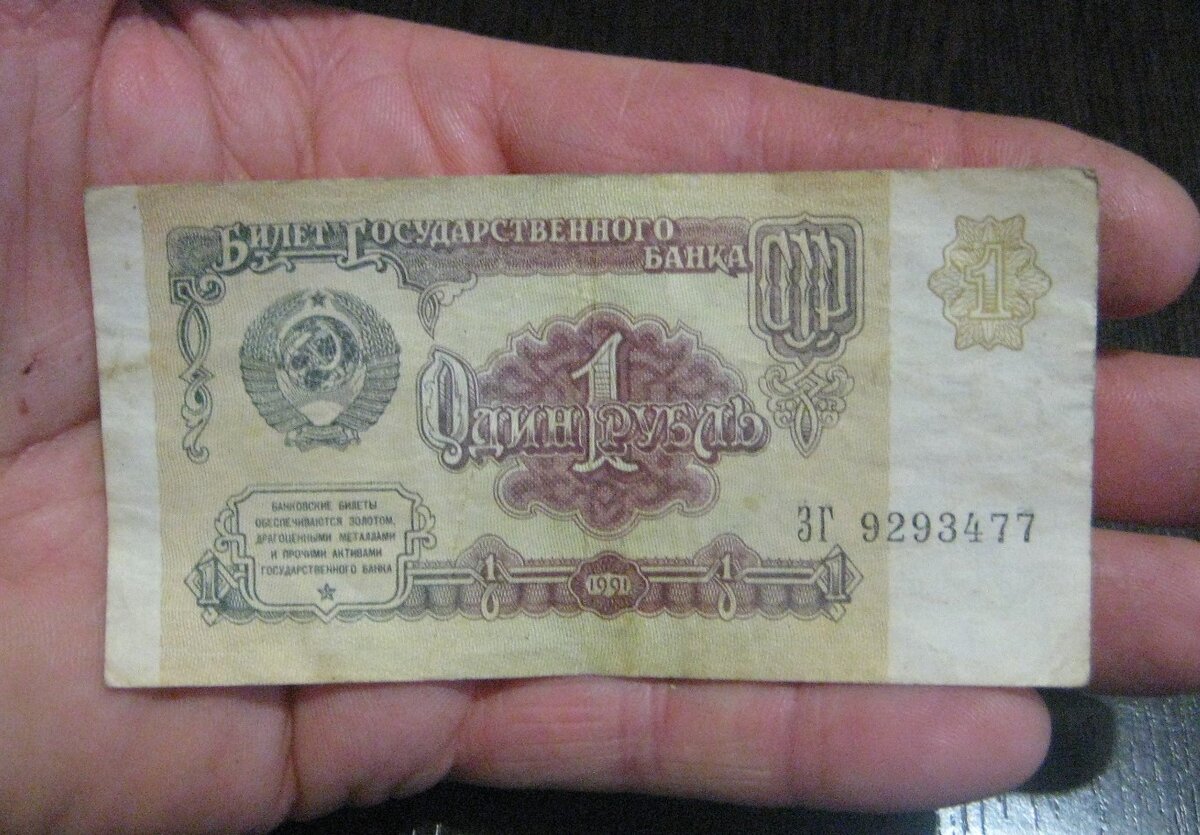 Билет Государственного
Банка
СССР
1
1
Один рубль
Банковские билеты
обеспечиваются золотом,
драгоценными металлами
и прочими активами
Государственного банка
ЗГ 9293477
1 1 1991 1 1